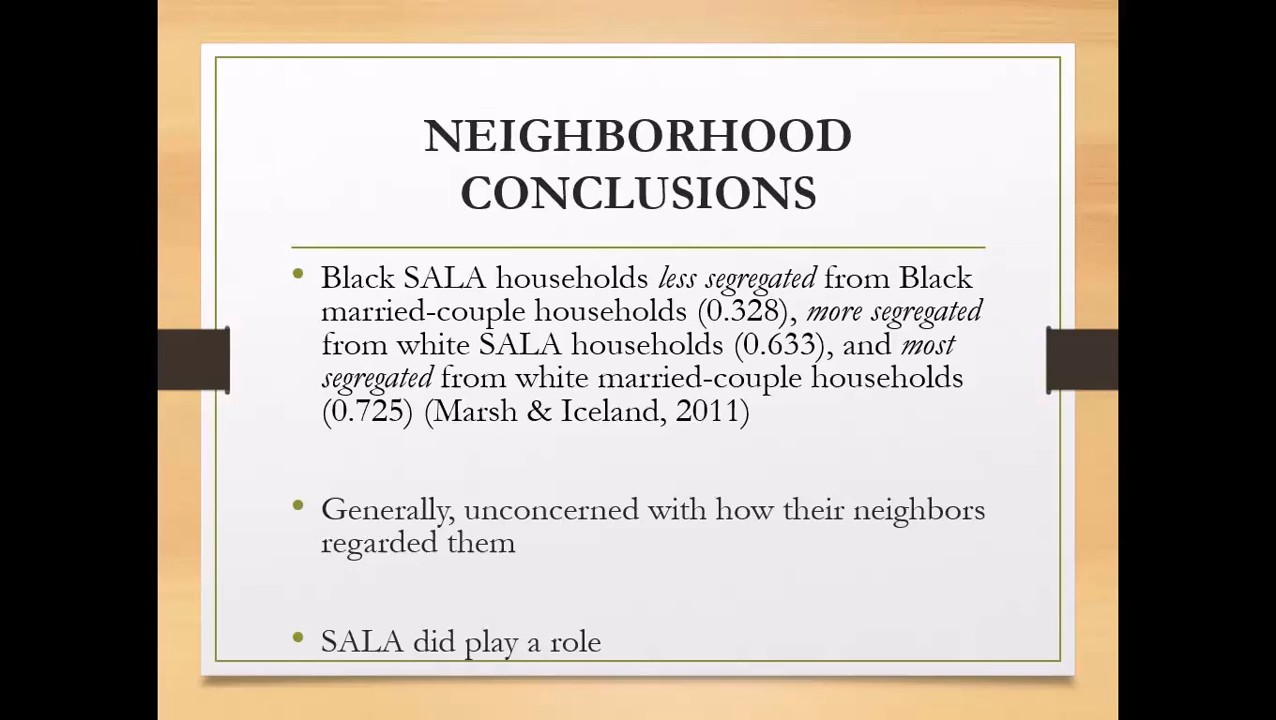 NEIGHBORHOOD
CONCLUSIONS
• Black SALA households less segregated from Black
married-couple households (0.328), more segregated
from white SALA households (0.633), and most
segregated from white married-couple households
(0.725) (Marsh & Iceland, 2011)
• Generally, unconcerned with how their neighbors
regarded them
• SALA did play a role